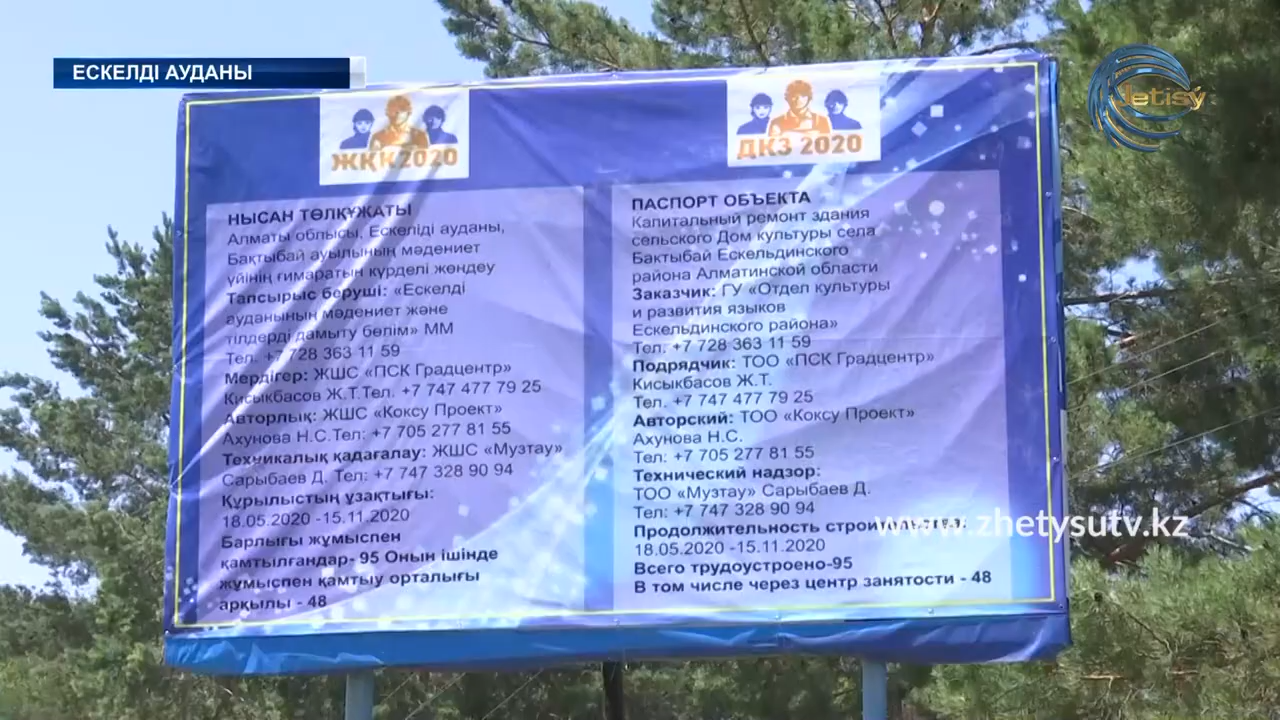 ЕСКЕЛДІ АУДАНЫ
Jetisý
ЖҚК2020
НЫСАН ТӨЛҚҰЖАТЫ
Алматы облысы, Ескеліді ауданы,
Бақтыбай ауылының мәдениет
үйінің ғимаратын күрделі жөндеу
Тапсырыс беруші: «Ескелді
ауданының мәдениет және
тілдерді дамыту бөлім» ММ
Тел. +7 728 363 11 59
Мердігер: ЖШС «ПСК Градцентр»
Кисыкбасов Ж.Т.Тел. +7 747 477 79 25
Авторлық: ЖШС «Коксу Проект»
Ахунова Н.С.Тел: +7 705 277 81 55
Техникалық қадағалау: ЖШС «Музтау»
Сарыбаев Д. Тел: +7 747 328 90 94
Құрылыстың ұзақтығы:
18.05.2020 -15.11.2020
Барлығы жұмыспен
қамтылғандар- 95 Онын ішінде
жұмыспен қамтыу орталығы
арқылы - 48
ДКЗ 2020
ПАСПОРТ ОБЪЕКТА
Капитальный ремонт здания
сельского Дом культуры села
Бактыбай Ескельдинского
района Алматинской области
Заказчик: ГУ «Отдел культуры
и развития языков
Ескельдинского района»
Тел. +7 728 363 11 59
Подрядчик: ТОО «ПСК Градцентр»
Кисыкбасов Ж.Т.
Тел. +7 747 477 79 25
Авторский: ТОО «Коксу Проект»
Ахунова Н.С.
Тел: +7 705 277 81 55
Технический надзор:
ТОО «Музтау» Сарыбаев Д.
Тел: +7 747 328 90 94
Продолжительность строительства:
18.05.2020 -15.11.2020
Всего трудоустроено-95
В том числе через центр занятости - 48
www.zhetysutv.kz